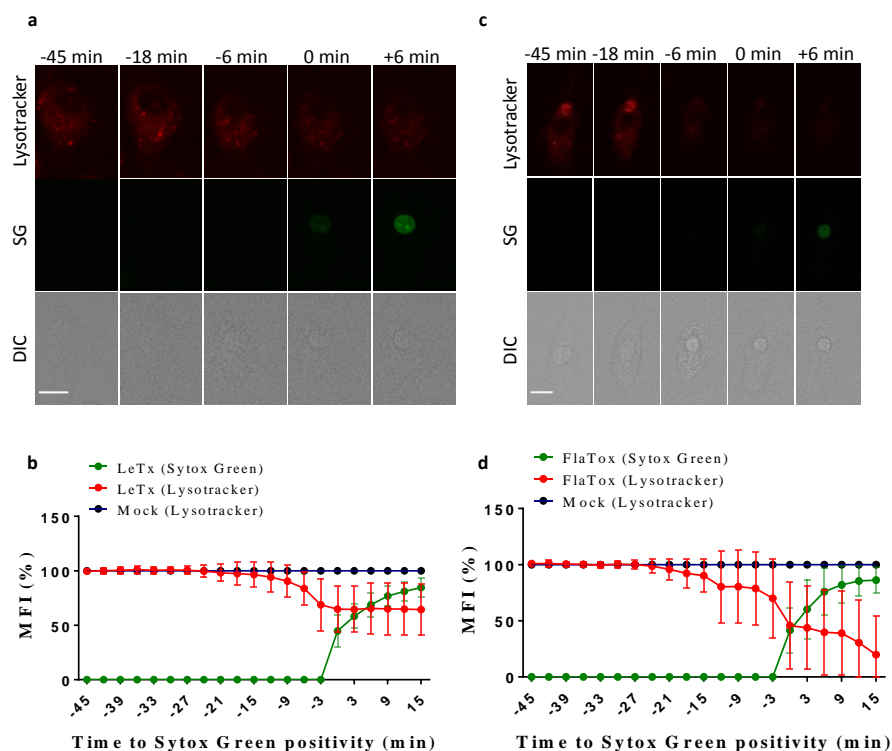 a
-45 min -18 min -6 min 0 min +6 min
Lysotracker
SG
DIC
b
LeTx (Sytox Green)
LeTx (Lysotracker)
Mock (Lysotracker)
MFI (%)
150
100
50
0
-45 -39 -33 -27 -21 -15 -9 -3 3 9 15
Time to Sytox Green positivity (min)
c
-45 min -18 min -6 min 0 min +6 min
Lysotracker
SG
DIC
d
FlaTox (Sytox Green)
FlaTox (Lysotracker)
Mock (Lysotracker)
MFI (%)
150
100
50
0
-45 -39 -33 -27 -21 -15 -9 -3 3 9 15
Time to Sytox Green positivity (min)